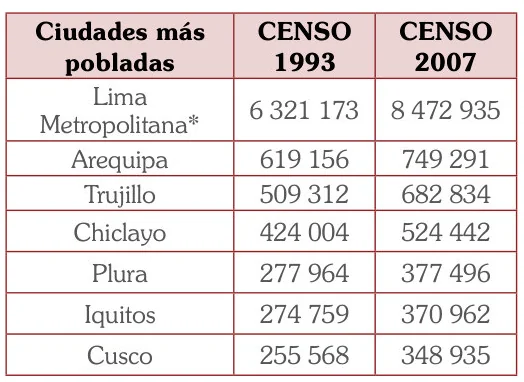 Ciudades más pobladas CENSO 1993 CENSO 2007
Lima Metropolitana* 6 321 173 8 472 935
Arequipa 619 156 749 291
Trujillo 509 312 682 834
Chiclayo 424 004 524 442
Plura 277 964 377 496
Iquitos 274 759 370 962
Cusco 255 568 348 935